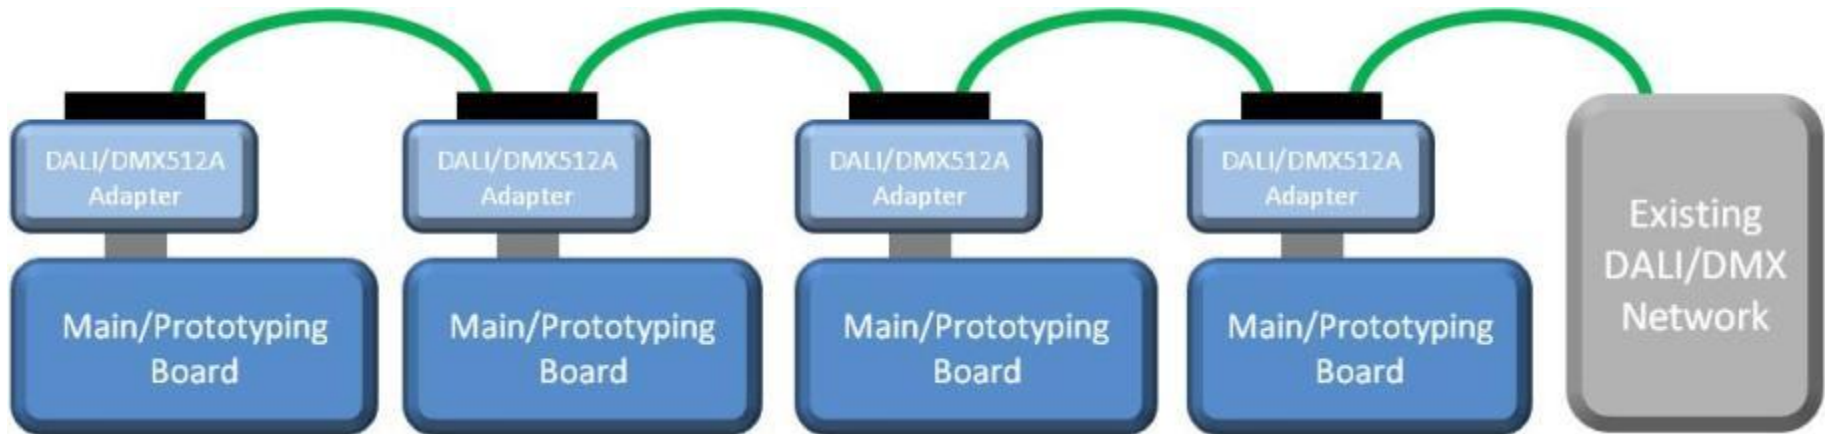 DALI/DMX512A
Adapter
DALI/DMX512A
Adapter
DALI/DMX512A
Adapter
DALI/DMX512A
Adapter
Main/Prototyping
Board
Main/Prototyping
Board
Main/Prototyping
Board
Main/Prototyping
Board
Existing
DALI/DMX
Network